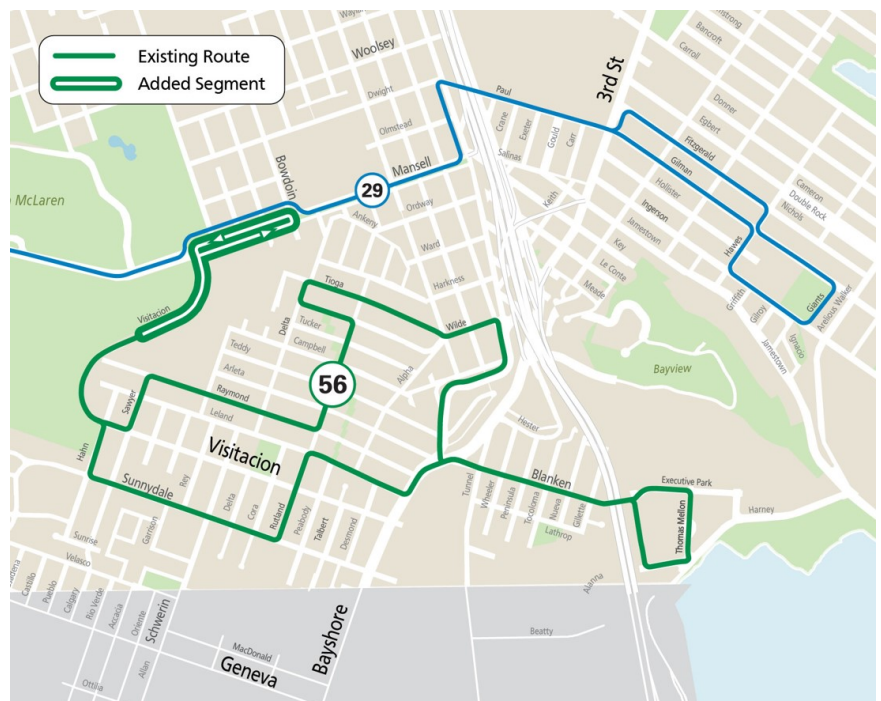 Existing Route
Added Segment
Woolsey
Dwight
Olmstead
Mansell
Bowdoin
29
Ankeny
Ordway
Ward
Harkness
McLaren
Paul
3rd St
Crane
Exeter
Gould
Carr
Salinas
Keith
Bancroft
Carroll
Donner
Egbert
Fitzgerald
Gilman
Hollister
Ingerson
Jamestown
Key
Le Conte
Meade
Cameron
Double Rock
Nichols
Hawes
Griffith
Gilroy
Jamestown
Ignacio
Giants
Arelious Walker
Bayview
Visitacion
Tioga
Wilde
Delta
Tucker
Campbell
Teddy
Arleta
Raymond
Leland
56
Alpha
Sawyer
Hahn
Visitacion
Sunnydale
Rey
Delta
Cora
Rutland
Peabody
Talbert
Desmond
Garrison
Sunrise
Velasco
Hester
Blanken
Tunnel
Wheeler
Peninsula
Tocoloma
Nueva
Gillette
Lathrop
Executive Park
Thomas Mellon
Harney
Alanna
Beatty
Castillo
Pueblo
Calgary
Rio Verde
Accacia
Oriente
Schwerin
Allan
MacDonald
Geneva
Ottilia
Bayshore